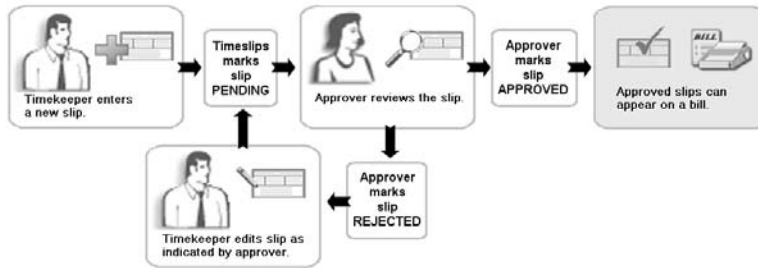 Timekeeper enters
a new slip.
Timeslips
marks
slip
PENDING
Approver reviews the slip.
Approver
marks
slip
APPROVED
BILL
Approved slips can
appear on a bill.
Approver
marks
slip
REJECTED
Timekeeper edits slip as
indicated by approver.